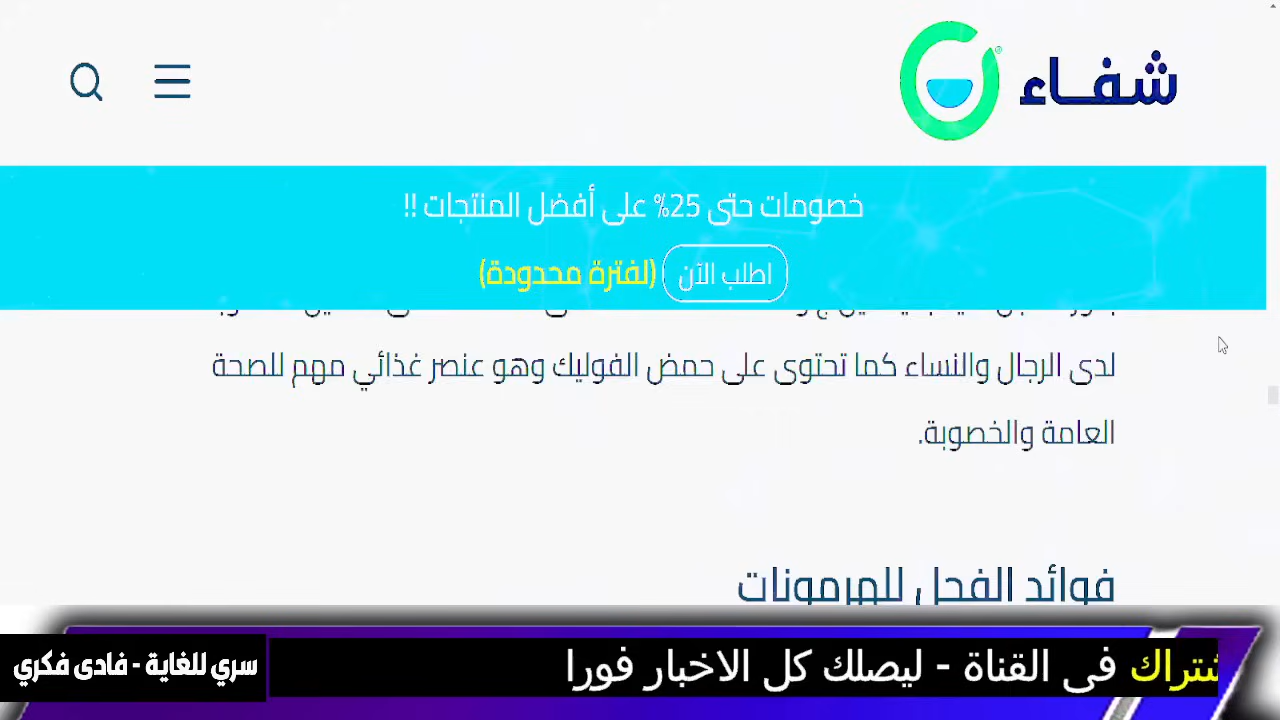 شفاء
خصومات حتى 25% على أفضل المنتجات !!
اطلب الآن (لفترة محدودة)
لدى الرجال والنساء كما تحتوى على حمض الفوليك وهو عنصر غذائي مهم للصحة
العامة والخصوبة.
فوائد الفجل للهرمونات
شتراك فى القناة - ليصلك كل الاخبار فورا
سري للغاية - فادى فكري